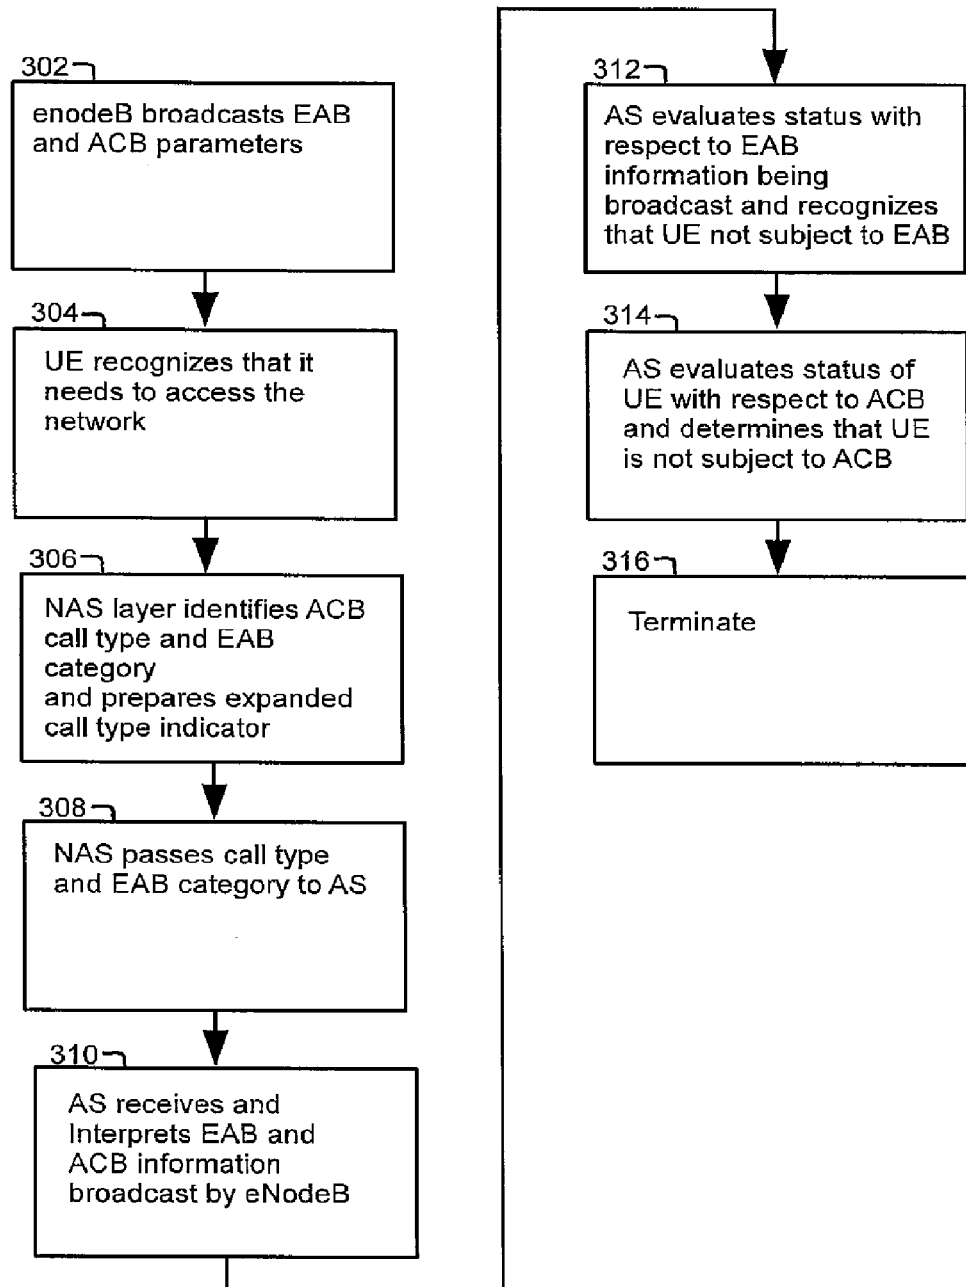 302
enodeB broadcasts EAB
and ACB parameters
304
UE recognizes that it
needs to access the
network
306
NAS layer identifies ACB
call type and EAB
category
and prepares expanded
call type indicator
308
NAS passes call type
and EAB category to AS
310
AS receives and
Interprets EAB and
ACB information
broadcast by eNodeB
312
AS evaluates status with
respect to EAB
information being
broadcast and recognizes
that UE not subject to EAB
314
AS evaluates status of
UE with respect to ACB
and determines that UE
is not subject to ACB
316
Terminate